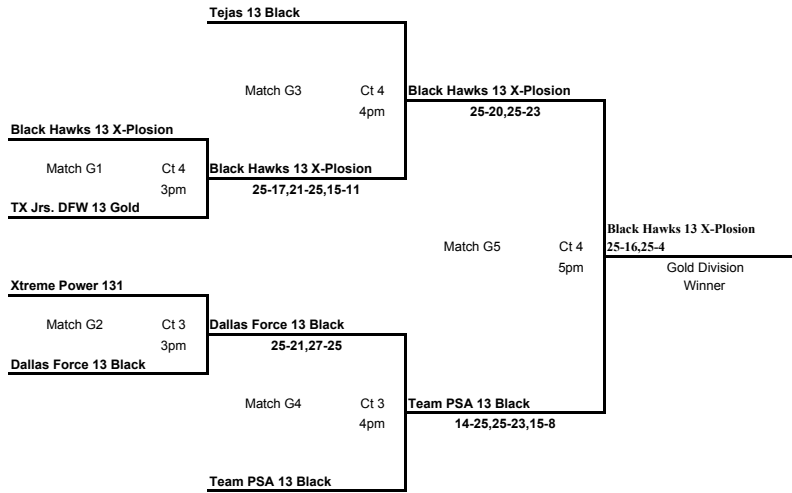 Tejas 13 Black
Match G3 Ct 4 Black Hawks 13 X-Plosion
4pm 25-20,25-23
Black Hawks 13 X-Plosion
Match G1 Ct 4 Black Hawks 13 X-Plosion
3pm 25-17,21-25,15-11
TX Jrs. DFW 13 Gold
Black Hawks 13 X-Plosion
Match G5 Ct 4 25-16,25-4
5pm Gold Division
Winner
Xtreme Power 131
Match G2 Ct 3 Dallas Force 13 Black
3pm 25-21,27-25
Dallas Force 13 Black
Match G4 Ct 3 Team PSA 13 Black
4pm 14-25,25-23,15-8
Team PSA 13 Black